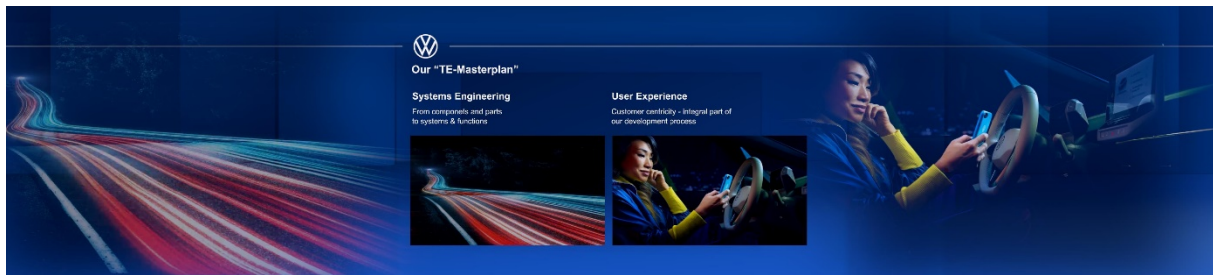 Our “TE-Masterplan”
Systems Engineering
From componets and parts
to systems & functions
User Experience
Customer centricity - integral part of
our development process